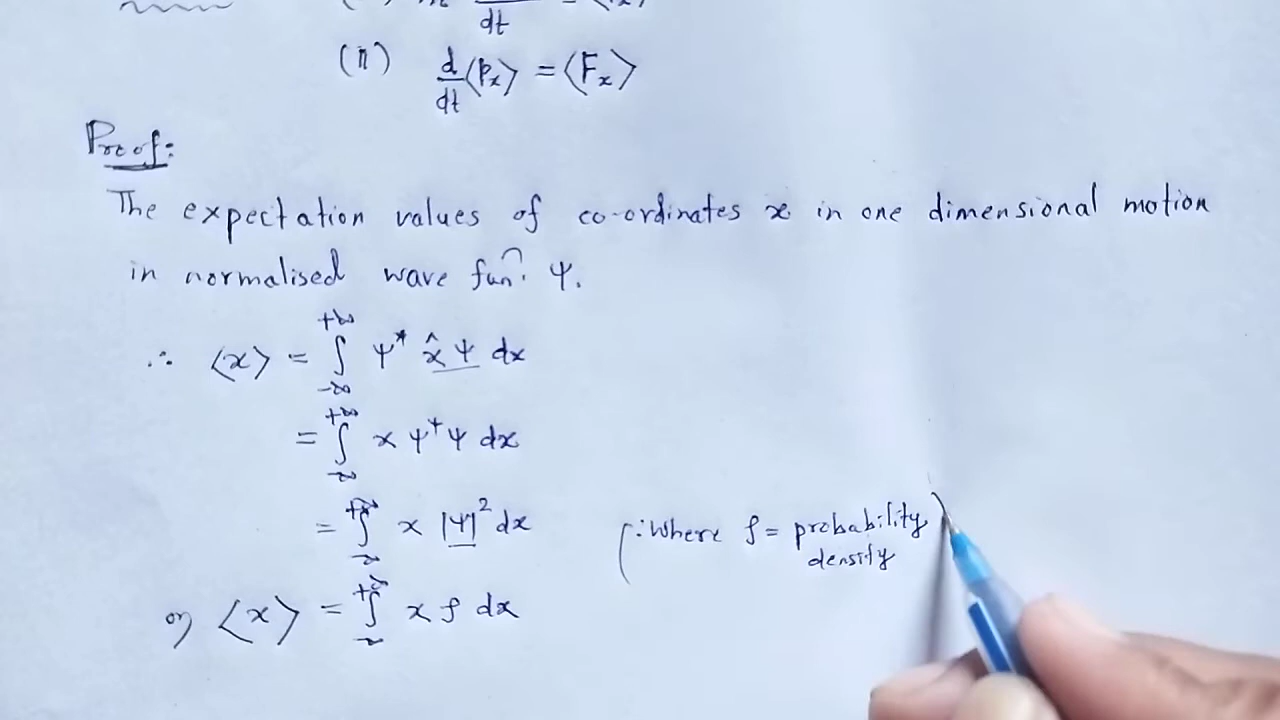 dt
(II) d/dt ⟨Px⟩ = ⟨Fx⟩
Proof:
The expectation values of co-ordinates x in one dimensional motion
in normalised wave funⁿ. ψ.
∴ ⟨x⟩ = ∫_{-∞}^{+∞} ψ* x̂ ψ dx
= ∫_{-∞}^{+∞} x ψ* ψ dx
= ∫_{-∞}^{+∞} x |ψ|² dx (∵ where ρ = probability density)
or ⟨x⟩ = ∫_{-∞}^{+∞} x ρ dx